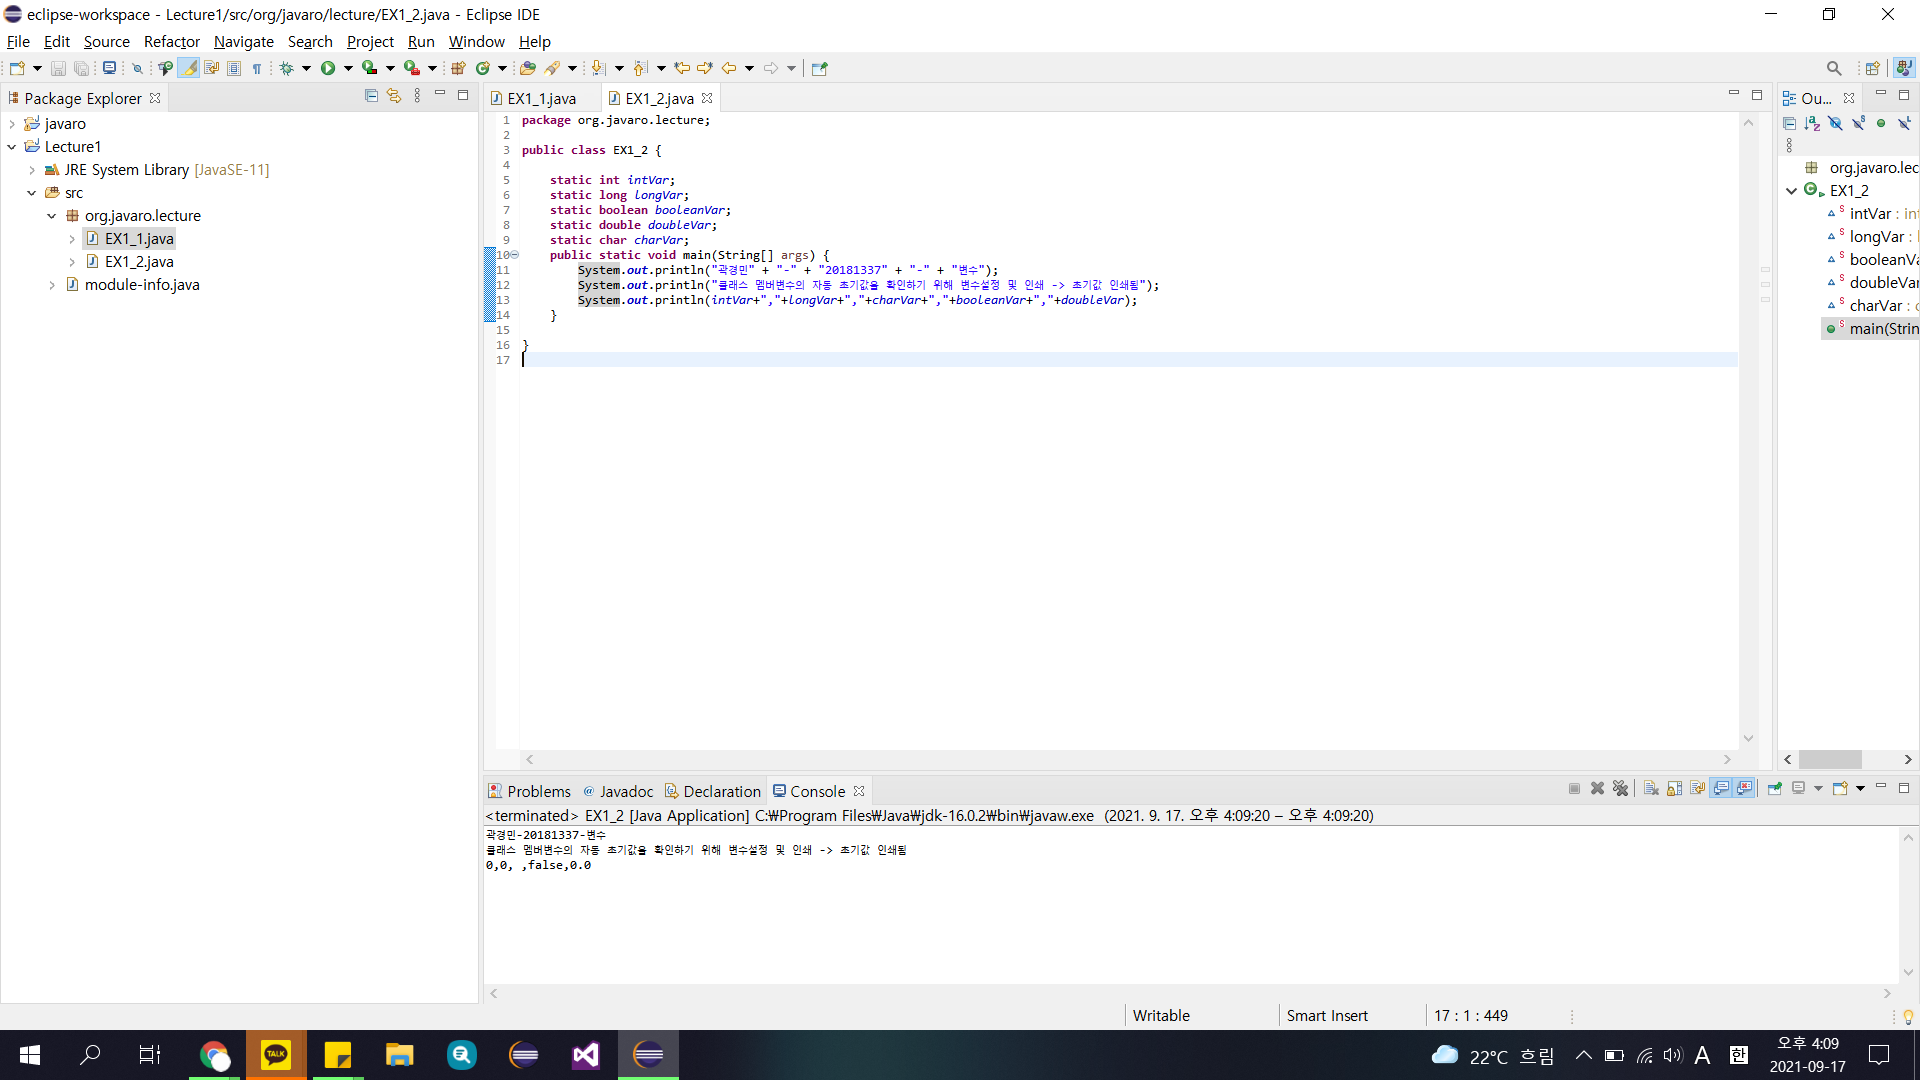 eclipse-workspace - Lecture1/src/org/javaro/lecture/EX1_2.java - Eclipse IDE
File Edit Source Refactor Navigate Search Project Run Window Help
Package Explorer
javaro
Lecture1
JRE System Library [JavaSE-11]
src
org.javaro.lecture
EX1_1.java
EX1_2.java
module-info.java
EX1_1.java EX1_2.java
1 package org.javaro.lecture;
2
3 public class EX1_2 {
4
5 static int intVar;
6 static long longVar;
7 static boolean booleanVar;
8 static double doubleVar;
9 static char charVar;
10 public static void main(String[] args) {
11 System.out.println("곽경민" + "-" + "20181337" + "-" + "변수");
12 System.out.println("클래스 멤버변수의 자동 초기값을 확인하기 위해 변수설정 및 인쇄 -> 초기값 인쇄됨");
13 System.out.println(intVar+","+longVar+","+charVar+","+booleanVar+","+doubleVar);
14 }
15
16 }
17
Ou...
org.javaro.lec
EX1_2
intVar : in
longVar : l
booleanVa
doubleVar
charVar : c
main(Strin
Problems Javadoc Declaration Console
<terminated> EX1_2 [Java Application] C:₩Program Files₩Java₩jdk-16.0.2₩bin₩javaw.exe (2021. 9. 17. 오후 4:09:20 – 오후 4:09:20)
곽경민-20181337-변수
클래스 멤버변수의 자동 초기값을 확인하기 위해 변수설정 및 인쇄 -> 초기값 인쇄됨
0,0, ,false,0.0
Writable Smart Insert 17 : 1 : 449
TALK
22°C 흐림 A 한 오후 4:09
2021-09-17